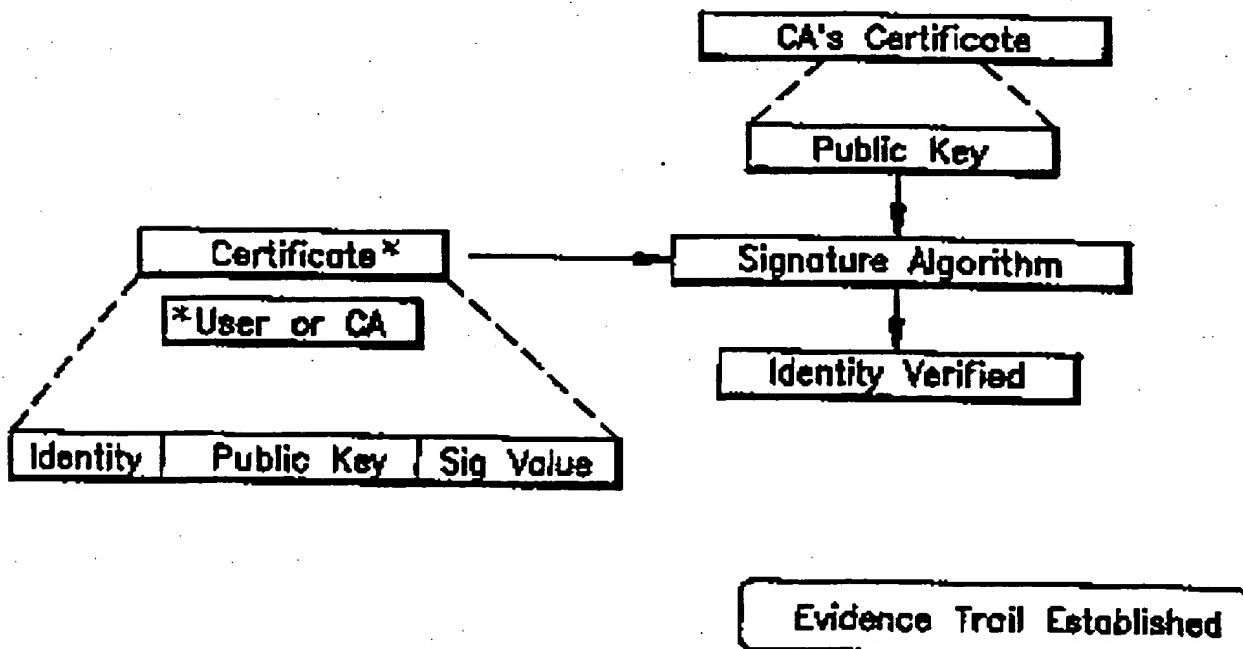 CA's Certificate
Public Key
Certificate*
Signature Algorithm
*User or CA
Identity Verified
Identity Public Key Sig Value
Evidence Trail Established